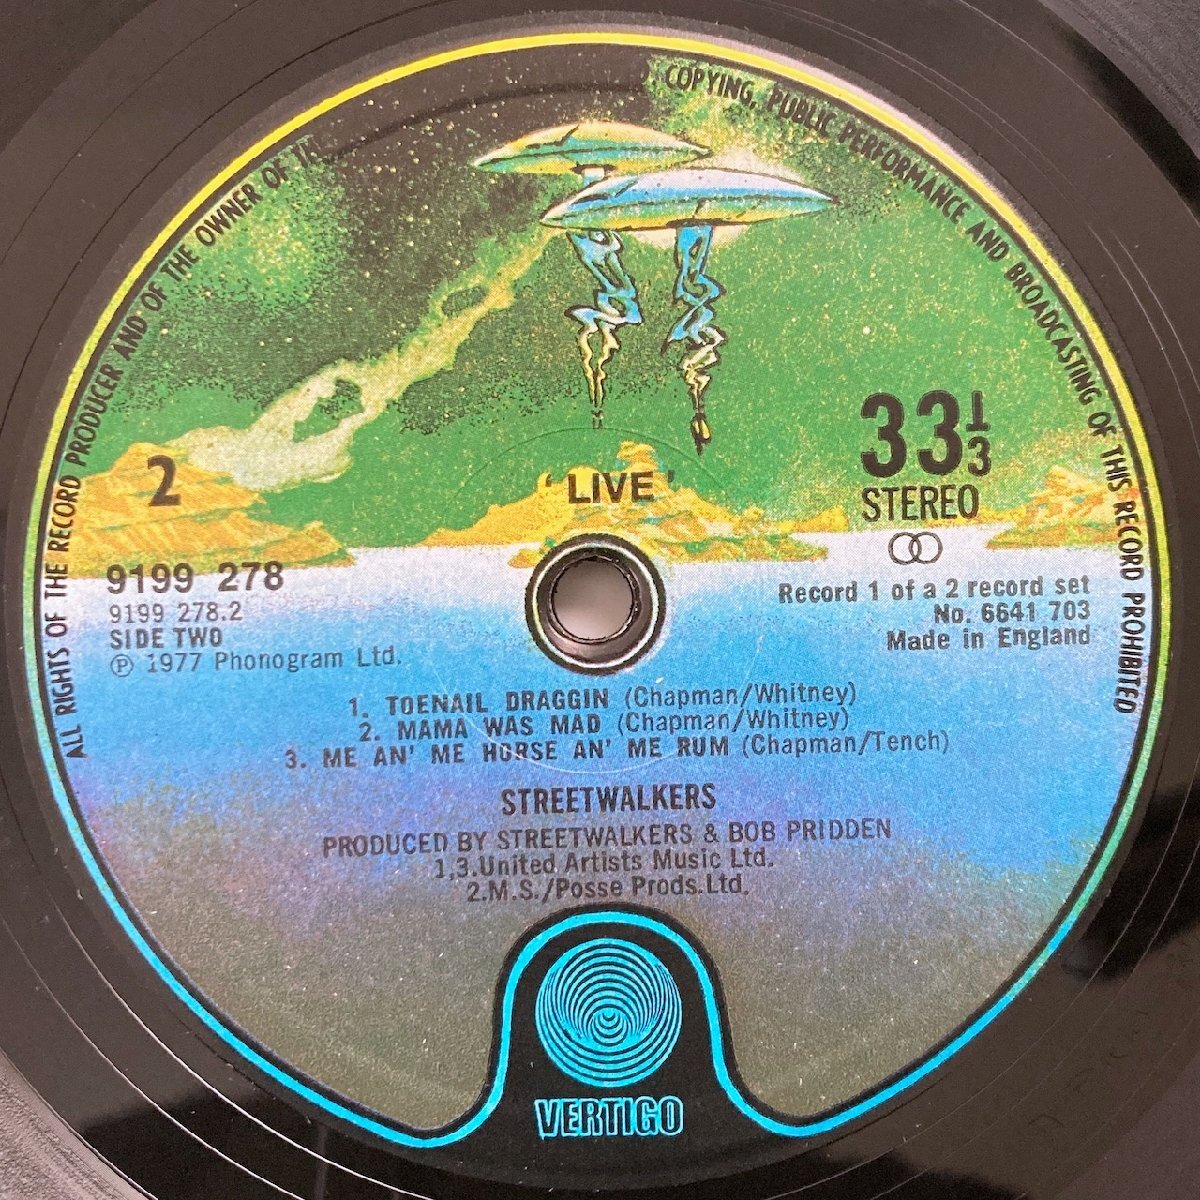 ALL RIGHTS OF THE RECORD PRODUCER AND OF THE OWNER OF THE
COPYING, PUBLIC PERFORMANCE AND BROADCASTING OF THIS RECORD PROHIBITED
2
' LIVE '
33 1/3
STEREO
9199 278
9199 278.2
SIDE TWO
℗ 1977 Phonogram Ltd.
Record 1 of a 2 record set
No. 6641 703
Made in England
1. TOENAIL DRAGGIN (Chapman/Whitney)
2. MAMA WAS MAD (Chapman/Whitney)
3. ME AN' ME HORSE AN' ME RUM (Chapman/Tench)
STREETWALKERS
PRODUCED BY STREETWALKERS & BOB PRIDDEN
1,3.United Artists Music Ltd.
2.M.S./Posse Prods.Ltd.
VERTIGO